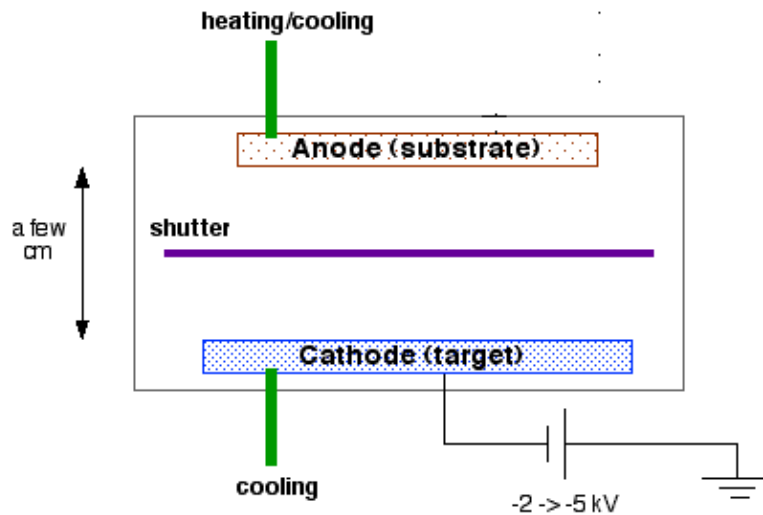 heating/cooling
Anode (substrate)
shutter
a few
cm
Cathode (target)
cooling
-2 -> -5 kV